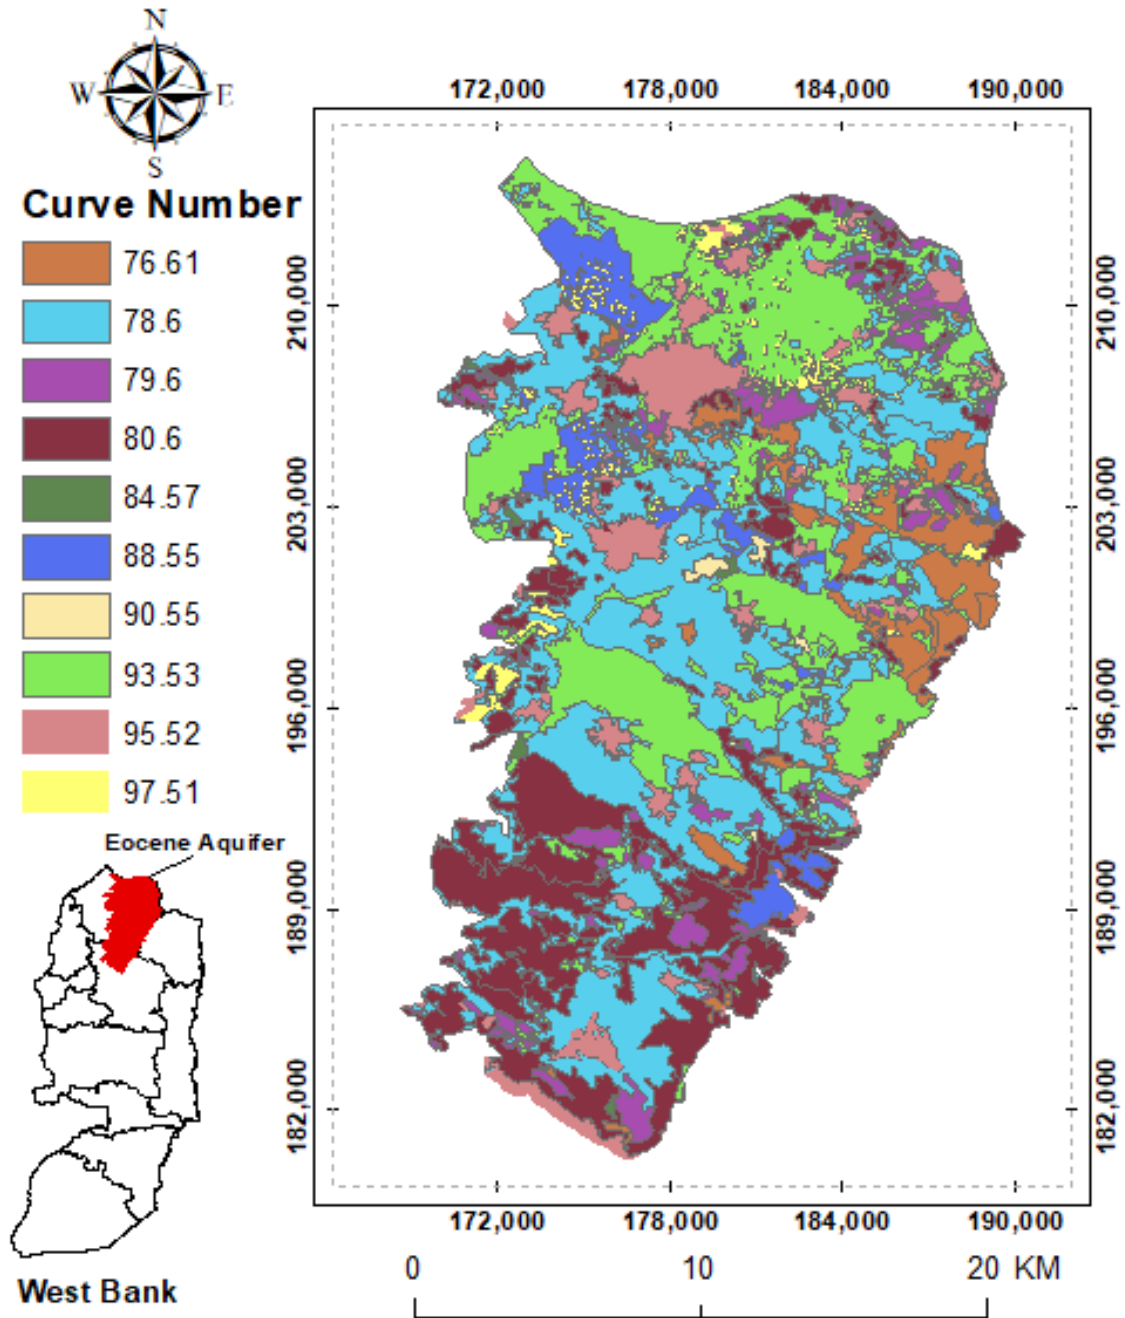 N
W E
S
172,000 178,000 184,000 190,000
Curve Number
76.61
78.6
79.6
80.6
84.57
88.55
90.55
93.53
95.52
97.51
210,000 210,000
203,000 203,000
196,000 196,000
189,000 189,000
182,000 182,000
Eocene Aquifer
West Bank
172,000 178,000 184,000 190,000
0 10 20 KM